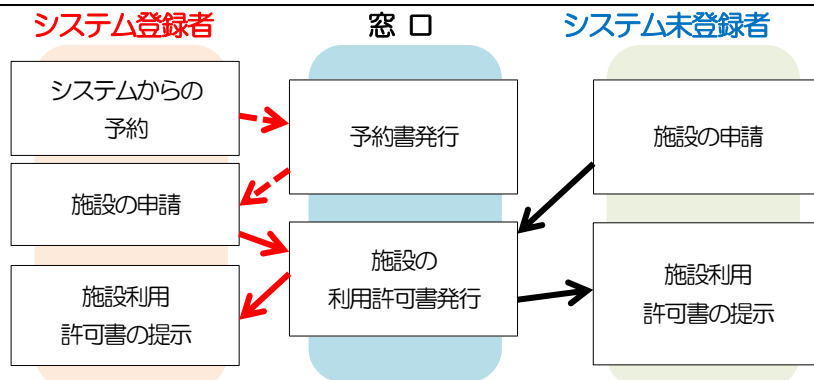 システム登録者
窓 口
システム未登録者
システムからの
予約
予約書発行
施設の申請
施設の申請
施設の
利用許可書発行
施設利用
許可書の提示
施設利用
許可書の提示